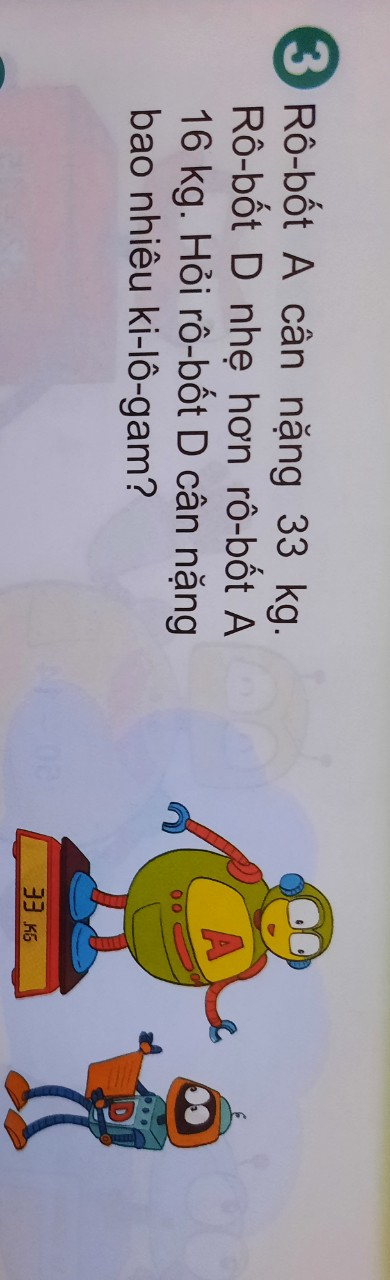 3 Rô-bốt A cân nặng 33 kg.
Rô-bốt D nhẹ hơn rô-bốt A
16 kg. Hỏi rô-bốt D cân nặng
bao nhiêu ki-lô-gam?
A
33 KG
D